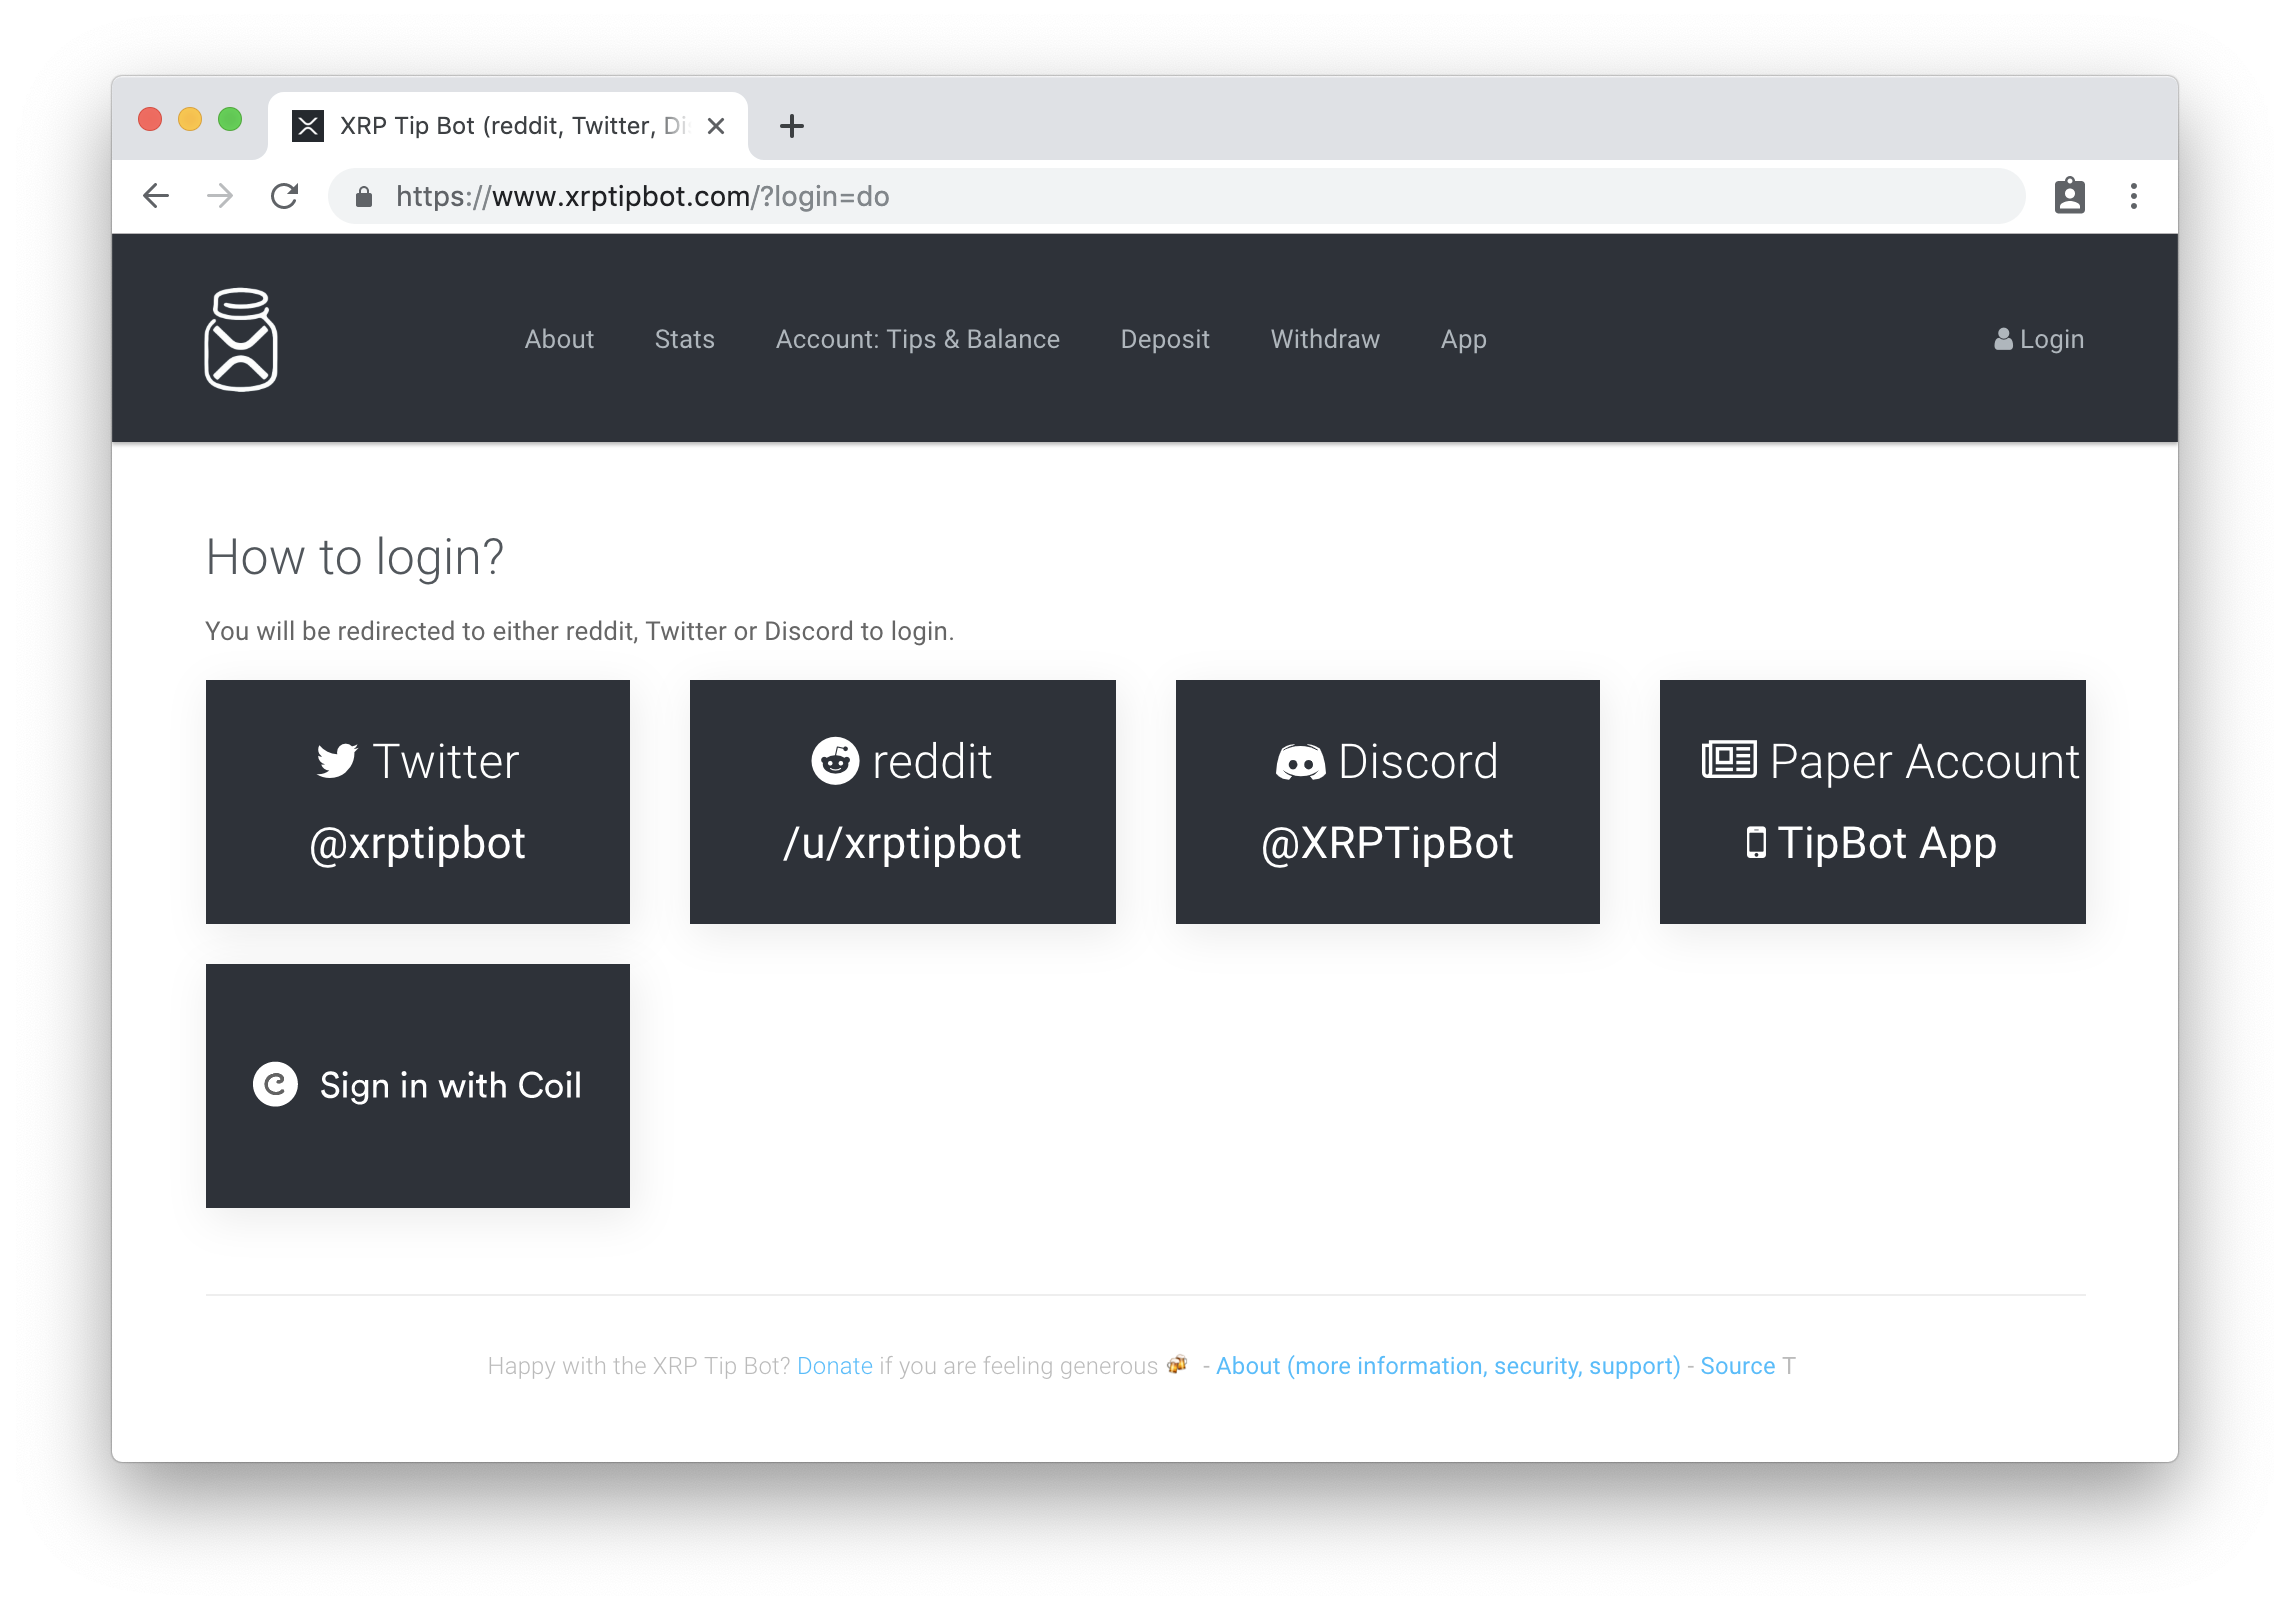 XRP Tip Bot (reddit, Twitter, Di
https://www.xrptipbot.com/?login=do
About Stats Account: Tips & Balance Deposit Withdraw App Login
How to login?
You will be redirected to either reddit, Twitter or Discord to login.
Twitter
@xrptipbot
reddit
/u/xrptipbot
Discord
@XRPTipBot
Paper Account
TipBot App
Sign in with Coil
Happy with the XRP Tip Bot? Donate if you are feeling generous 🍻 - About (more information, security, support) - Source T